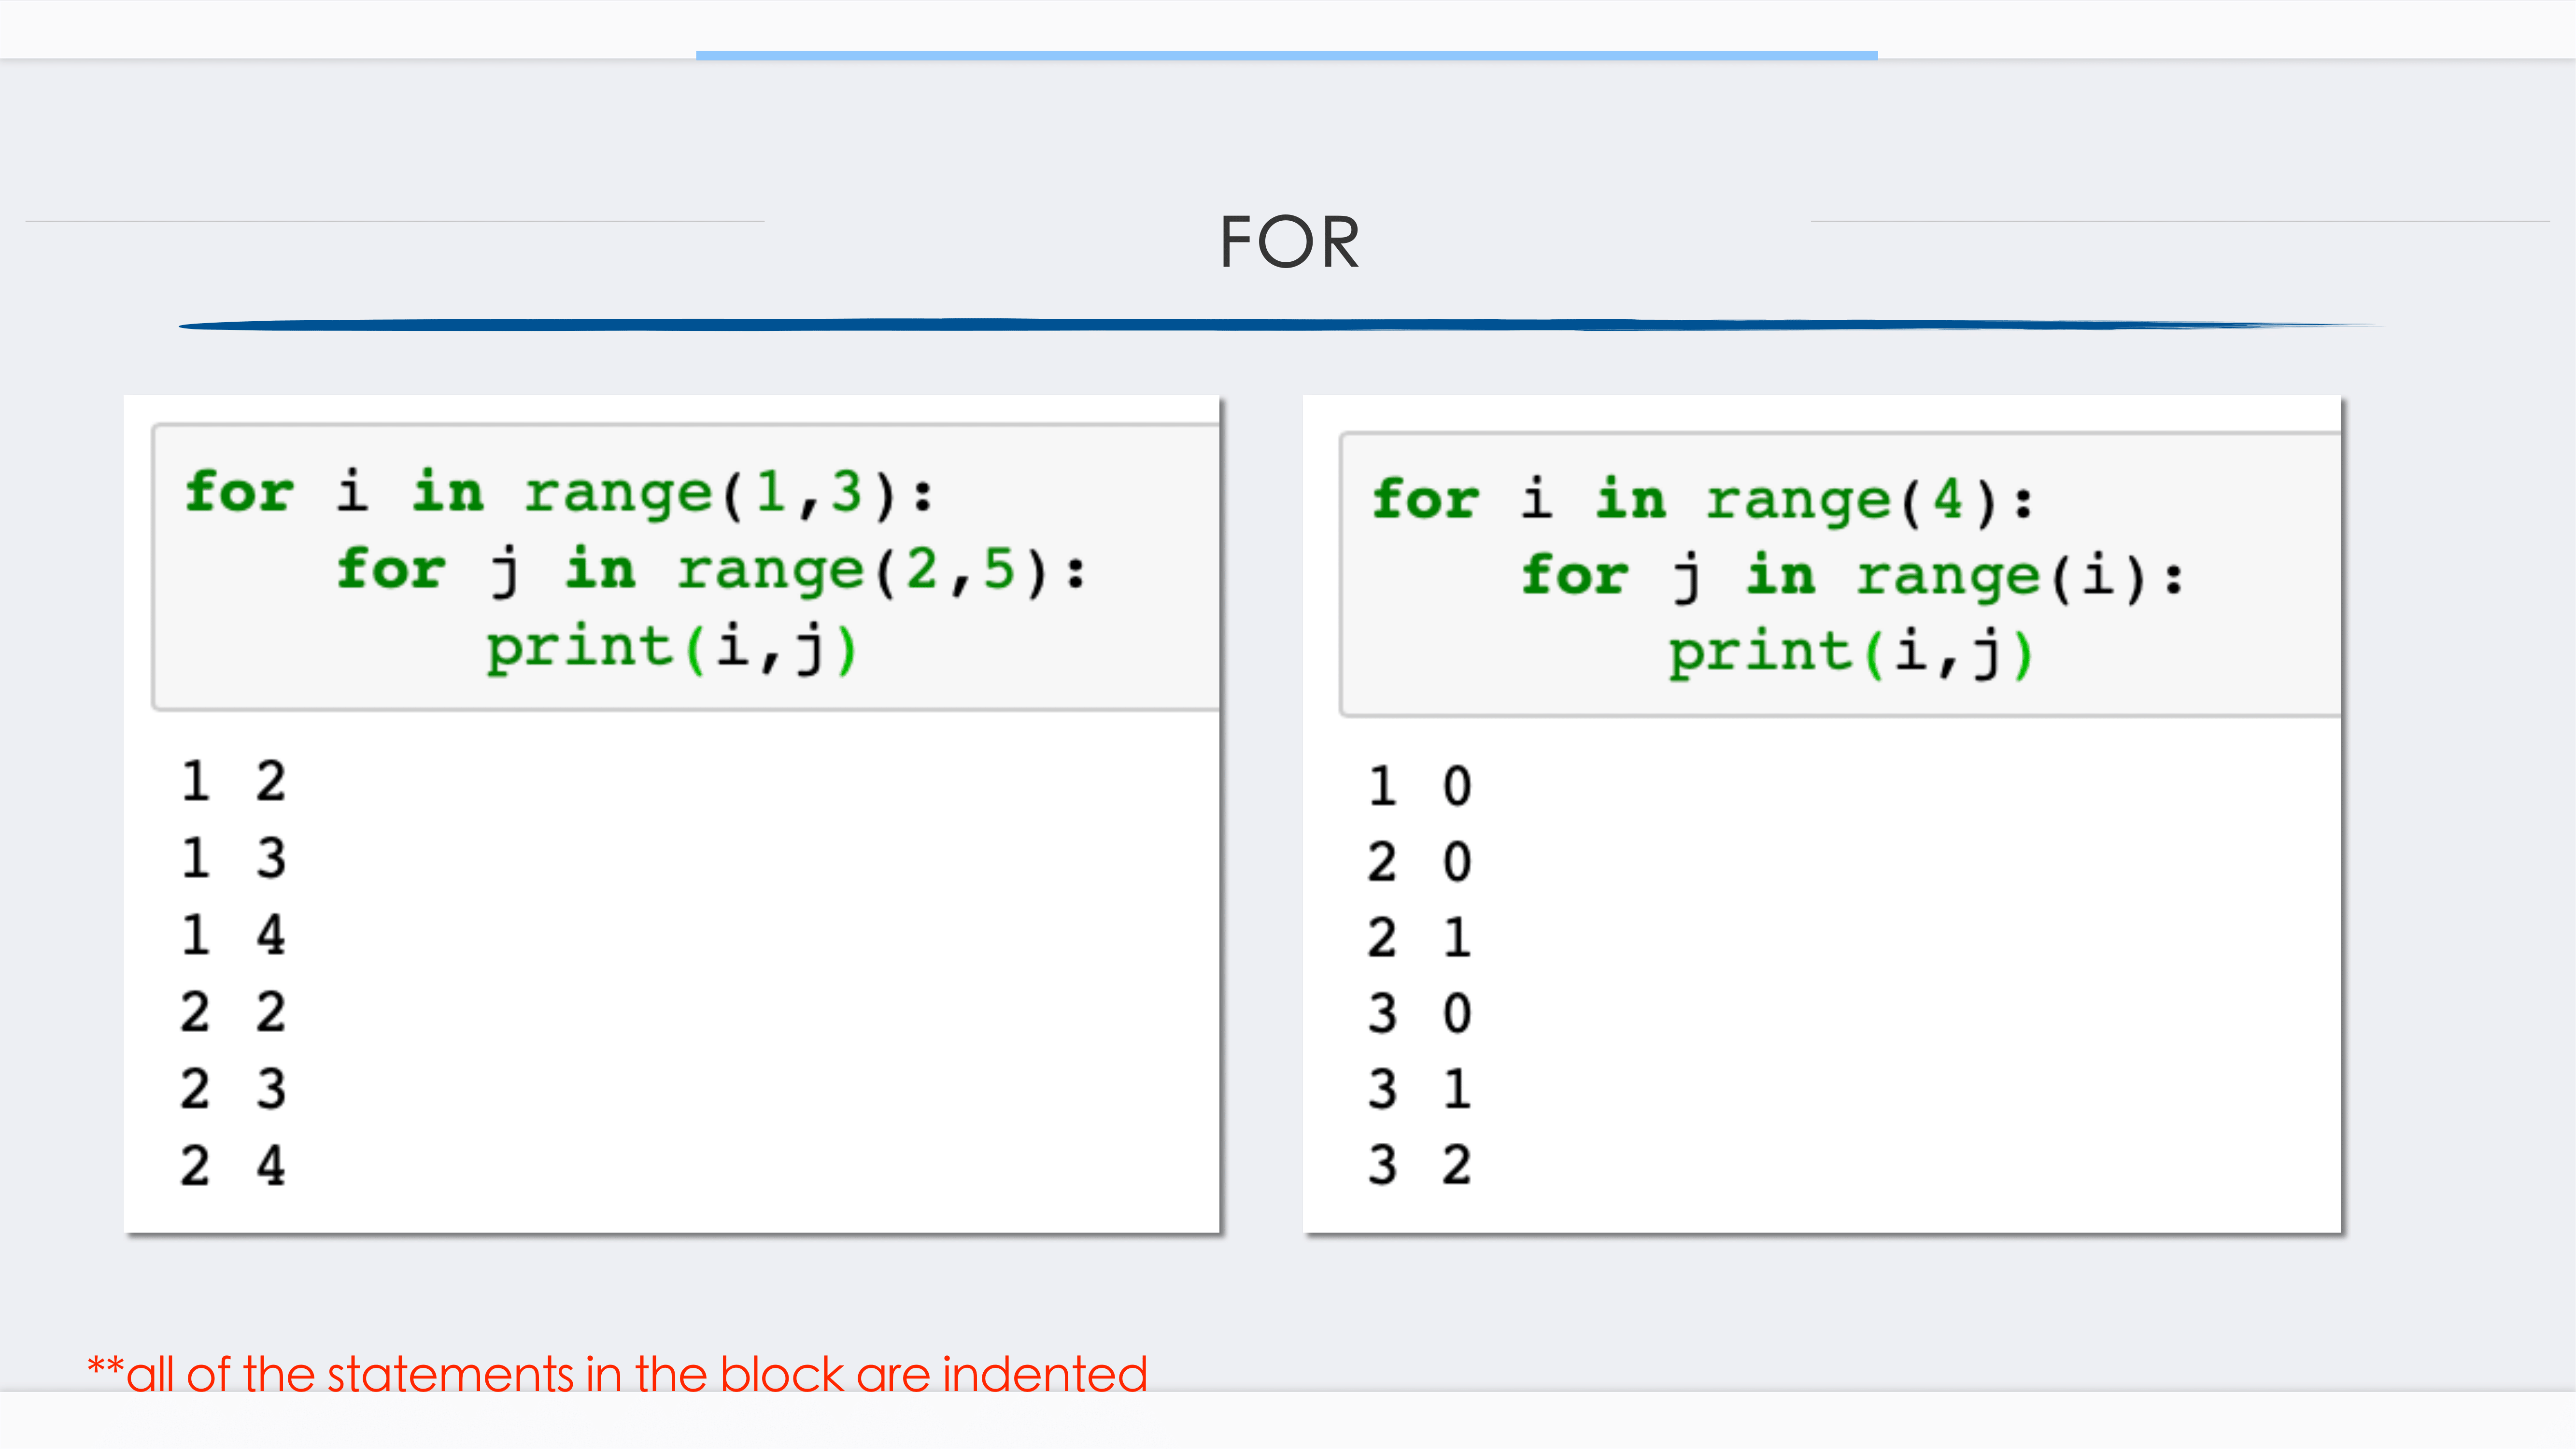 FOR
for i in range(1,3):
    for j in range(2,5):
        print(i,j)
1 2
1 3
1 4
2 2
2 3
2 4
for i in range(4):
    for j in range(i):
        print(i,j)
1 0
2 0
2 1
3 0
3 1
3 2
**all of the statements in the block are indented